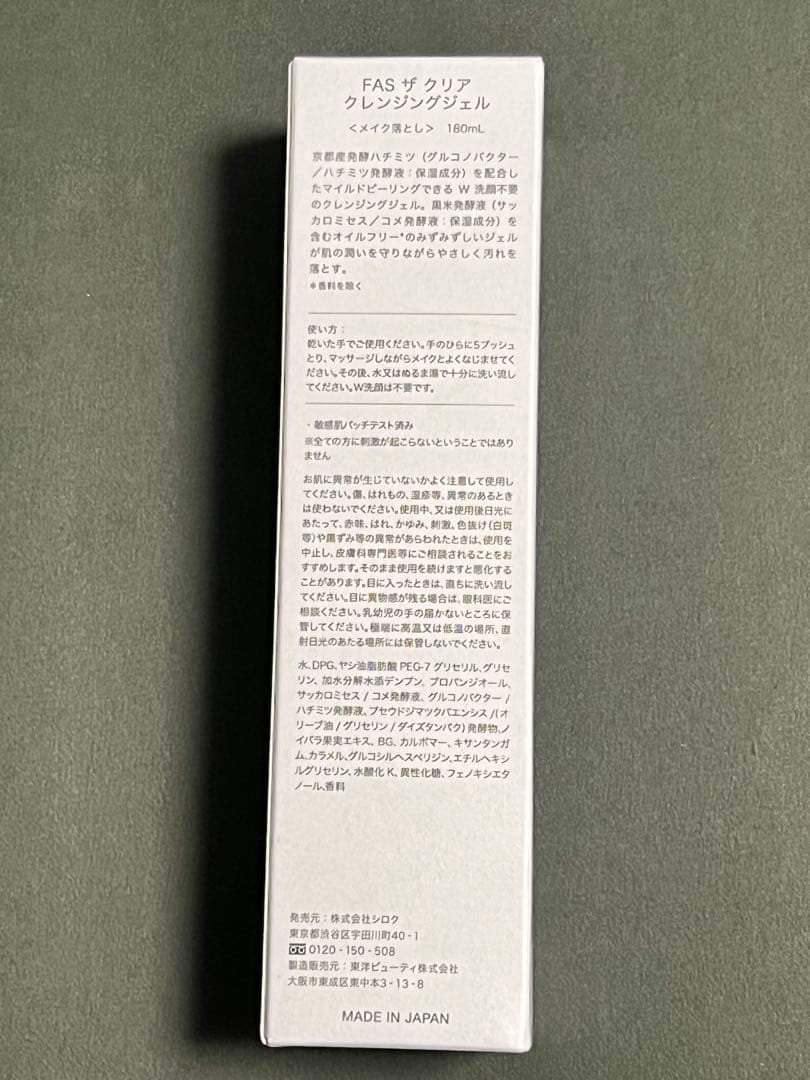 FAS ザ クリア
クレンジングジェル
＜メイク落とし＞ 180mL
京都産発酵ハチミツ（グルコノバクター
／ハチミツ発酵液：保湿成分）を配合し
たマイルドピーリングできる W 洗顔不要
のクレンジングジェル。黒米発酵液（サッ
カロミセス／コメ発酵液：保湿成分）を
含むオイルフリー*のみずみずしいジェル
が肌の潤いを守りながらやさしく汚れを
落とす。
＊香料を除く
使い方：
乾いた手でご使用ください。手のひらに5プッシュ
とり、マッサージしながらメイクとよくなじませてく
ださい。その後、水又はぬるま湯で十分に洗い流し
てください。W洗顔は不要です。
・敏感肌パッチテスト済み
※全ての方に刺激が起こらないということではあり
ません
お肌に異常が生じていないかよく注意して使用し
てください。傷、はれもの、湿疹等、異常のあるとき
は使わないでください。使用中、又は使用後日光に
あたって、赤味、はれ、かゆみ、刺激、色抜け(白斑
等)や黒ずみ等の異常があらわれたときは、使用を
中止し、皮膚科専門医等にご相談されることをお
すすめします。そのまま使用を続けますと悪化する
ことがあります。目に入ったときは、直ちに洗い流し
てください。目に異物感が残る場合は、眼科医にご
相談ください。乳幼児の手の届かないところに保
管してください。極端に高温又は低温の場所、直
射日光のあたる場所には保管しないでください。
水、DPG、ヤシ油脂肪酸 PEG-7 グリセリル、グリセ
リン、加水分解水添デンプン、プロパンジオール、
サッカロミセス / コメ発酵液、グルコノバクター /
ハチミツ発酵液、プセウドジマツクバエンシス /(オ
リーブ油 / グリセリン / ダイズタンパク) 発酵物、ノ
イバラ果実エキス、BG、カルボマー、キサンタンガ
ム、カラメル、グルコシルヘスペリジン、エチルヘキシ
ルグリセリン、水酸化 K、異性化糖、フェノキシエタ
ノール、香料
発売元：株式会社シロク
東京都渋谷区宇田川町40-1
0120-150-508
製造販売元：東洋ビューティ株式会社
大阪市東成区東中本3-13-8
MADE IN JAPAN